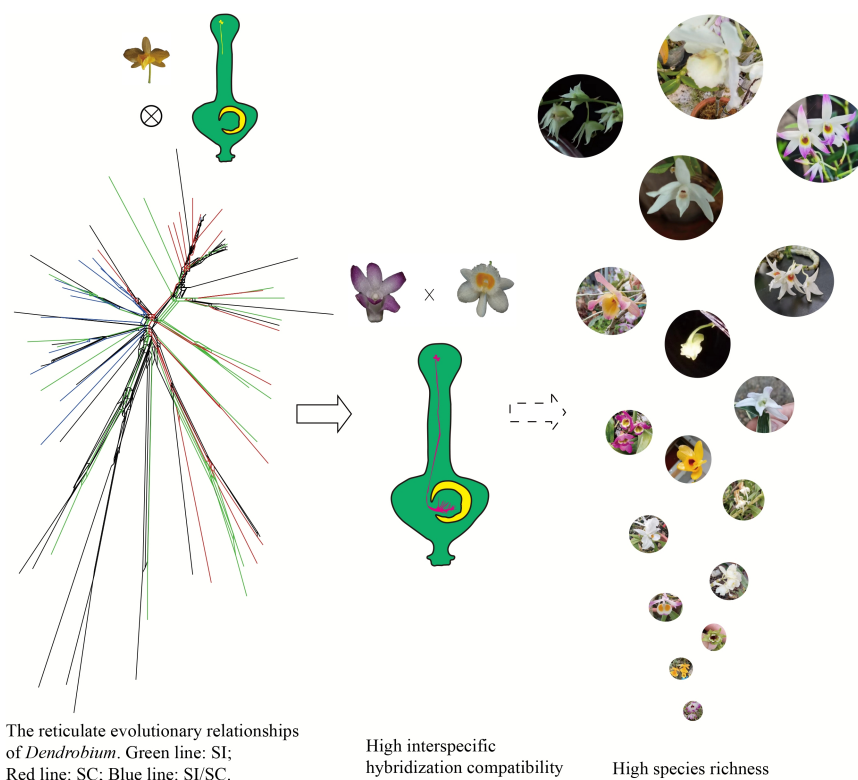 x
The reticulate evolutionary relationships
of Dendrobium. Green line: SI;
Red line: SC; Blue line: SI/SC.
High interspecific
hybridization compatibility
High species richness